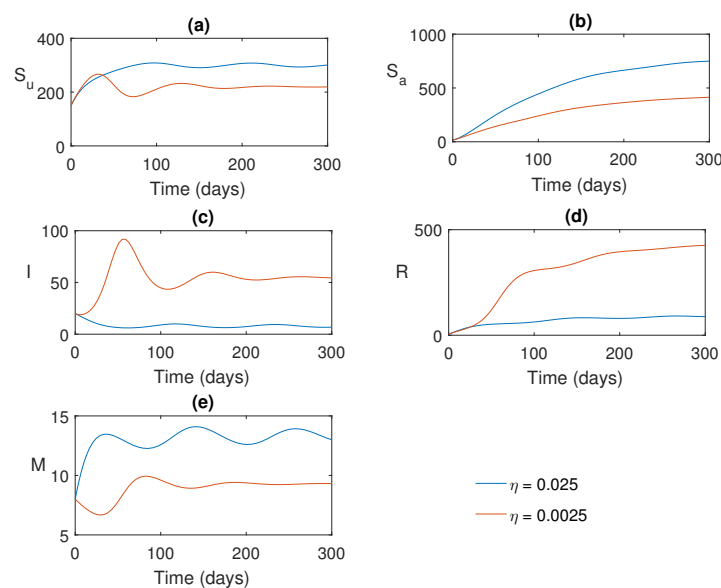 (a)
400
200
0
S_u
0 100 200 300
Time (days)
(b)
1000
500
0
S_a
0 100 200 300
Time (days)
(c)
100
50
0
I
0 100 200 300
Time (days)
(d)
500
0
R
0 100 200 300
Time (days)
(e)
15
10
5
M
0 100 200 300
Time (days)
η = 0.025
η = 0.0025